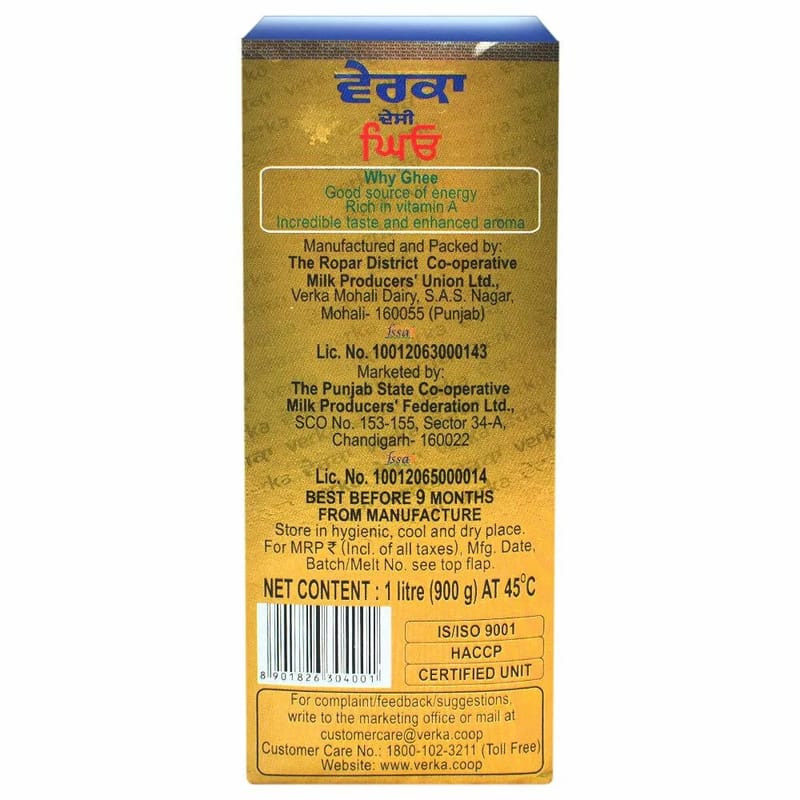 ਵੇਰਕਾ
ਦੇਸੀ
ਘਿਓ
Why Ghee
Good source of energy
Rich in vitamin A
Incredible taste and enhanced aroma
Manufactured and Packed by:
The Ropar District Co-operative
Milk Producers' Union Ltd.,
Verka Mohali Dairy, S.A.S. Nagar,
Mohali- 160055 (Punjab)
fssai
Lic. No. 10012063000143
Marketed by:
The Punjab State Co-operative
Milk Producers' Federation Ltd.,
SCO No. 153-155, Sector 34-A,
Chandigarh- 160022
fssai
Lic. No. 10012065000014
BEST BEFORE 9 MONTHS
FROM MANUFACTURE
Store in hygienic, cool and dry place.
For MRP ₹ (Incl. of all taxes), Mfg. Date,
Batch/Melt No. see top flap.
NET CONTENT : 1 litre (900 g) AT 45°C
IS/ISO 9001
HACCP
CERTIFIED UNIT
8 901826 304001
For complaint/feedback/suggestions,
write to the marketing office or mail at
customercare@verka.coop
Customer Care No.: 1800-102-3211 (Toll Free)
Website: www.verka.coop